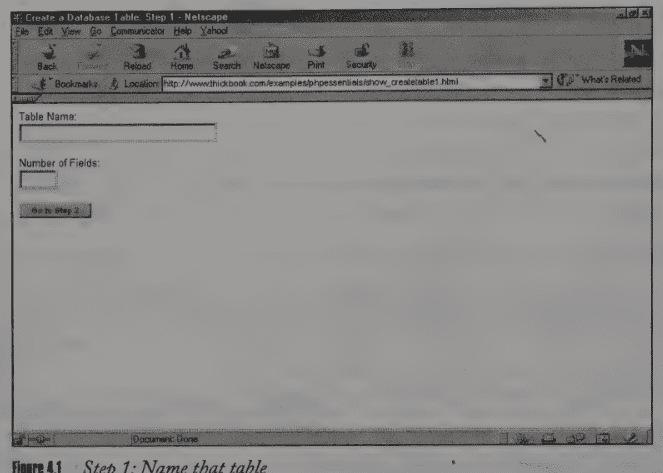 Create a Database Table. Step 1 - Netscape
File Edit View Go Communicator Help Yahoo!
Back Forward Reload Home Search Netscape Print Security
Bookmarks Location: http://www.thickbook.com/examples/phpessentials/show_createtable1.html What's Related
Table Name:
Number of Fields:
Go to Step 2
Document: Done
Figure 4.1 Step 1: Name that table